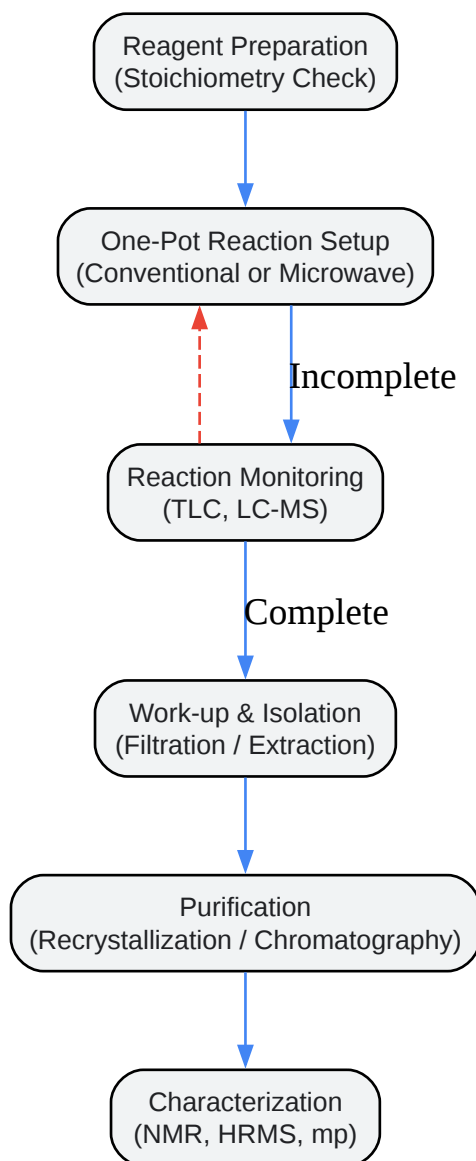 Reagent Preparation
(Stoichiometry Check)
One-Pot Reaction Setup
(Conventional or Microwave)
Incomplete
Reaction Monitoring
(TLC, LC-MS)
Complete
Work-up & Isolation
(Filtration / Extraction)
Purification
(Recrystallization / Chromatography)
Characterization
(NMR, HRMS, mp)